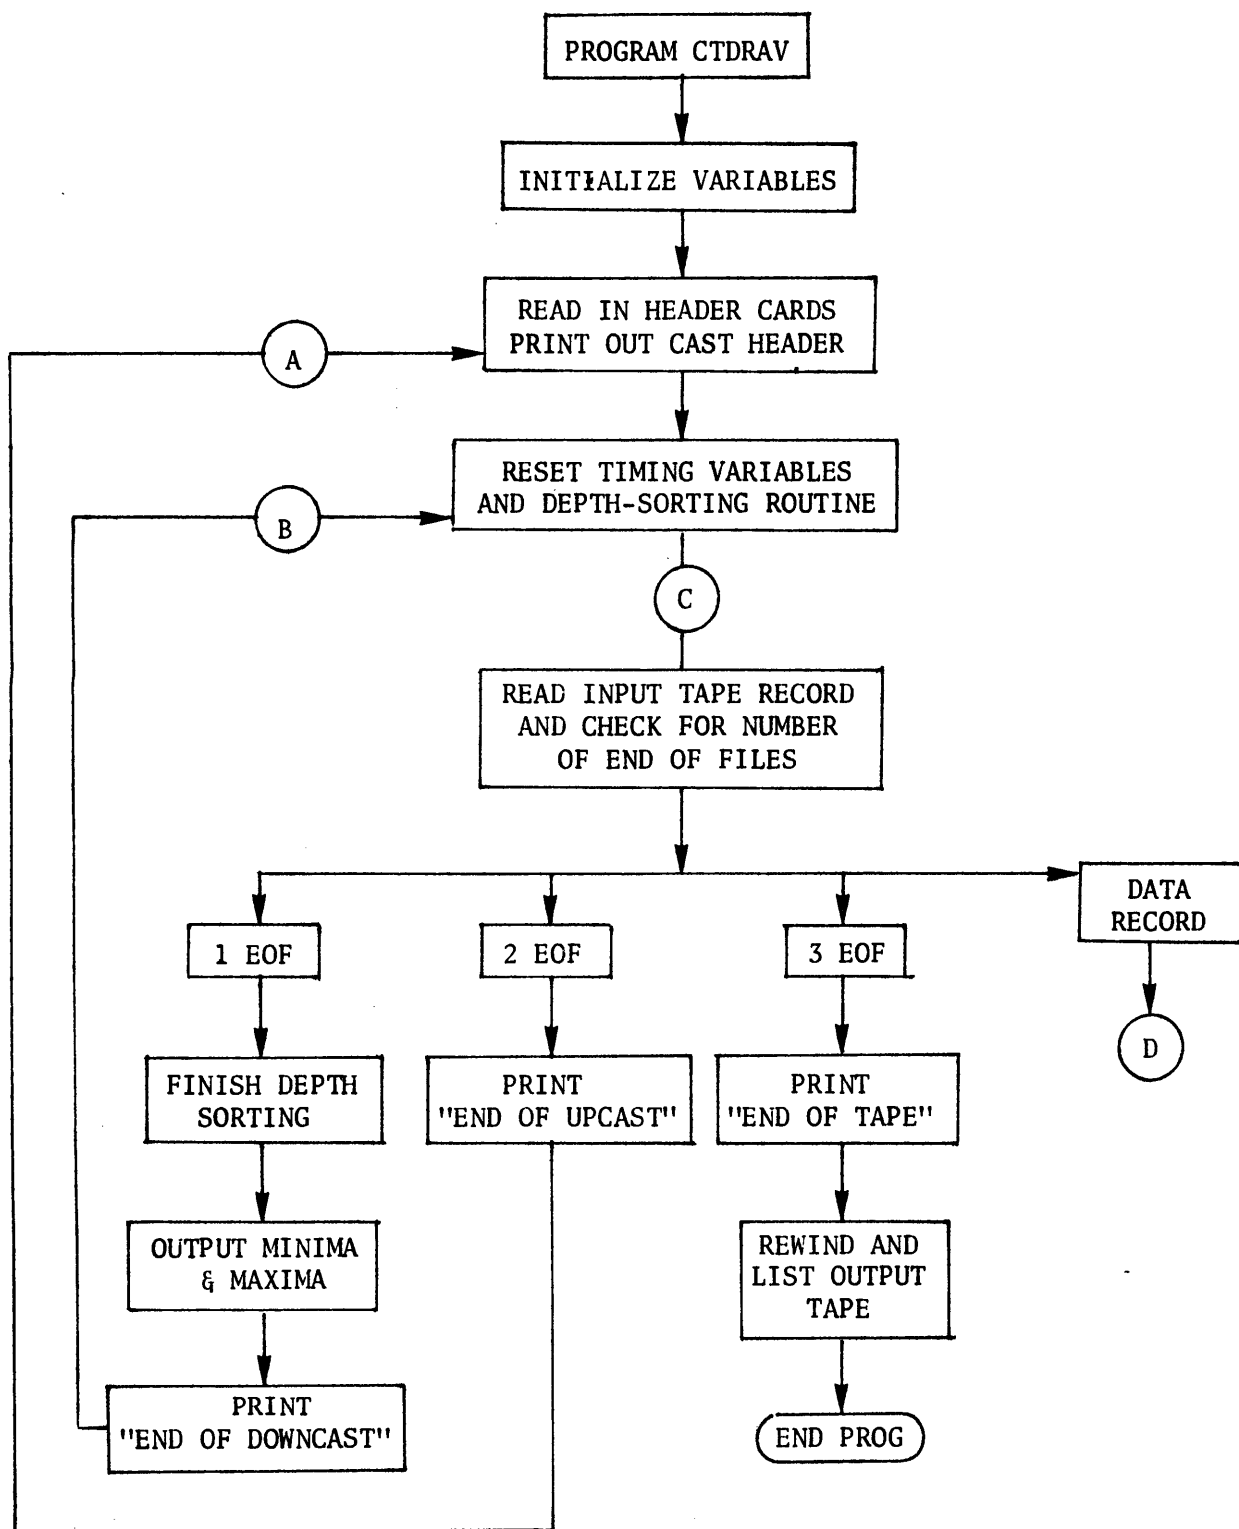 PROGRAM CTDRAV
INITIALIZE VARIABLES
READ IN HEADER CARDS
PRINT OUT CAST HEADER
A
RESET TIMING VARIABLES
AND DEPTH-SORTING ROUTINE
B
C
READ INPUT TAPE RECORD
AND CHECK FOR NUMBER
OF END OF FILES
1 EOF
2 EOF
3 EOF
DATA
RECORD
D
FINISH DEPTH
SORTING
PRINT
"END OF UPCAST"
PRINT
"END OF TAPE"
OUTPUT MINIMA
& MAXIMA
REWIND AND
LIST OUTPUT
TAPE
PRINT
"END OF DOWNCAST"
END PROG